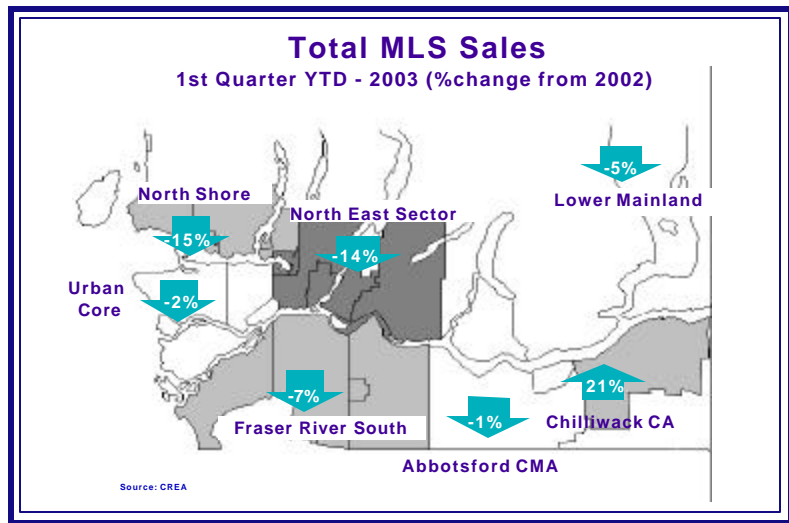 Total MLS Sales
1st Quarter YTD - 2003 (%change from 2002)
-5%
Lower Mainland
North Shore
-15%
North East Sector
-14%
Urban
Core
-2%
-7%
Fraser River South
-1%
Abbotsford CMA
21%
Chilliwack CA
Source: CREA